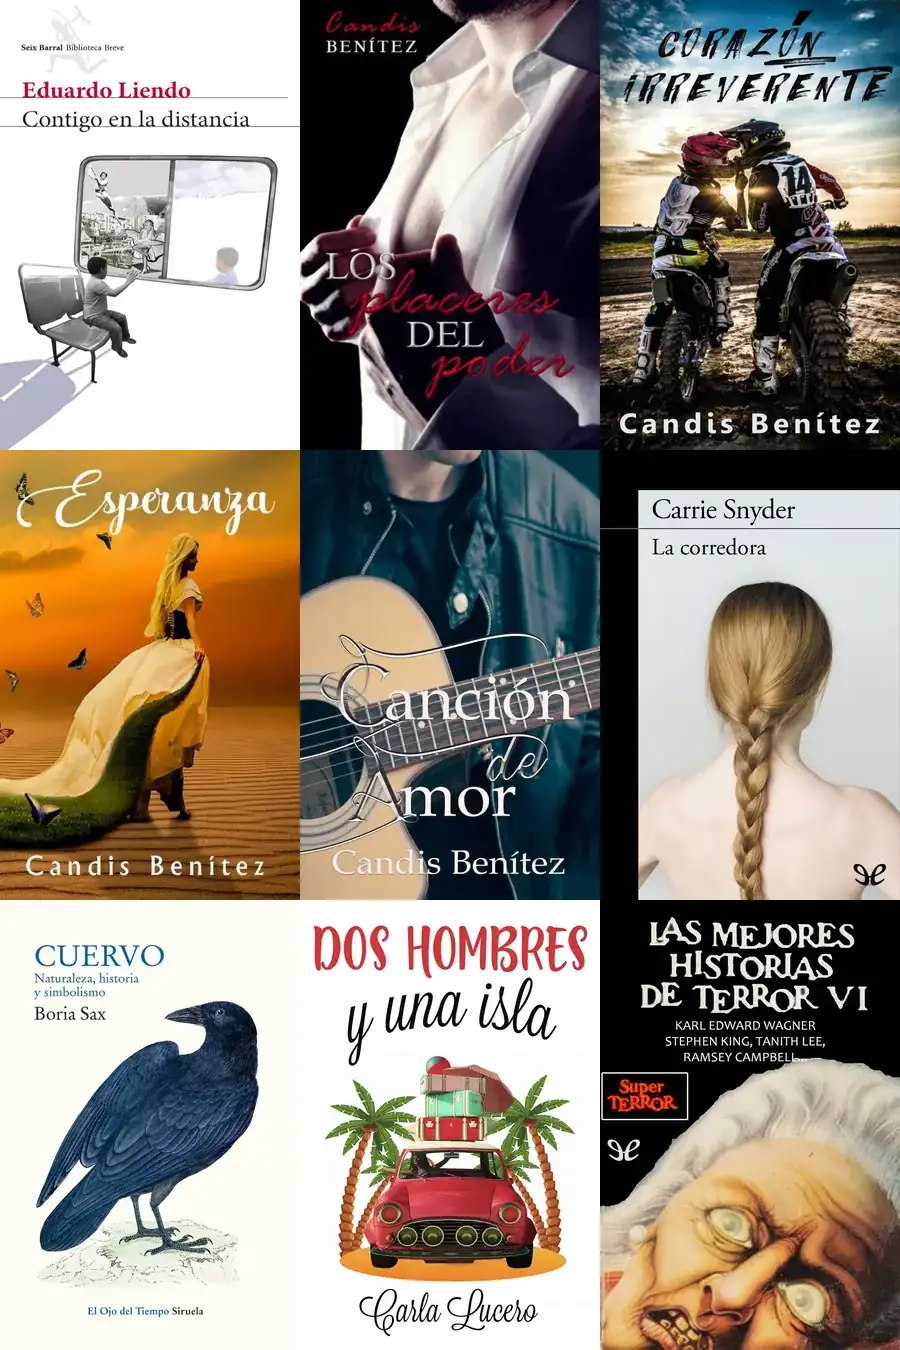 Seix Barral Biblioteca Breve
Eduardo Liendo
Contigo en la distancia
Candis
BENÍTEZ
LOS
placeres
DEL
poder
CORAZÓN
IRREVERENTE
14
Candis Benítez
Esperanza
Candis Benítez
Canción
de
Amor
Candis Benítez
Carrie Snyder
La corredora
CUERVO
Naturaleza, historia
y simbolismo
Boria Sax
El Ojo del Tiempo Siruela
DOS HOMBRES
y una isla
Carla Lucero
LAS MEJORES
HISTORIAS
DE TERROR VI
KARL EDWARD WAGNER
STEPHEN KING, TANITH LEE,
RAMSEY CAMPBELL...
Super
TERROR